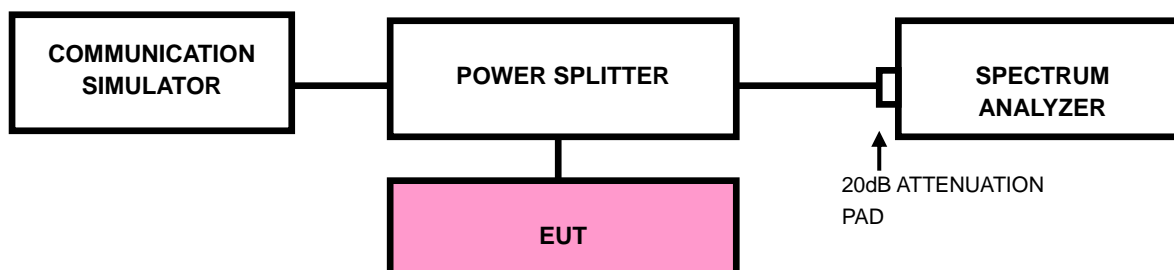 COMMUNICATION
SIMULATOR
POWER SPLITTER
SPECTRUM
ANALYZER
20dB ATTENUATION
PAD
EUT